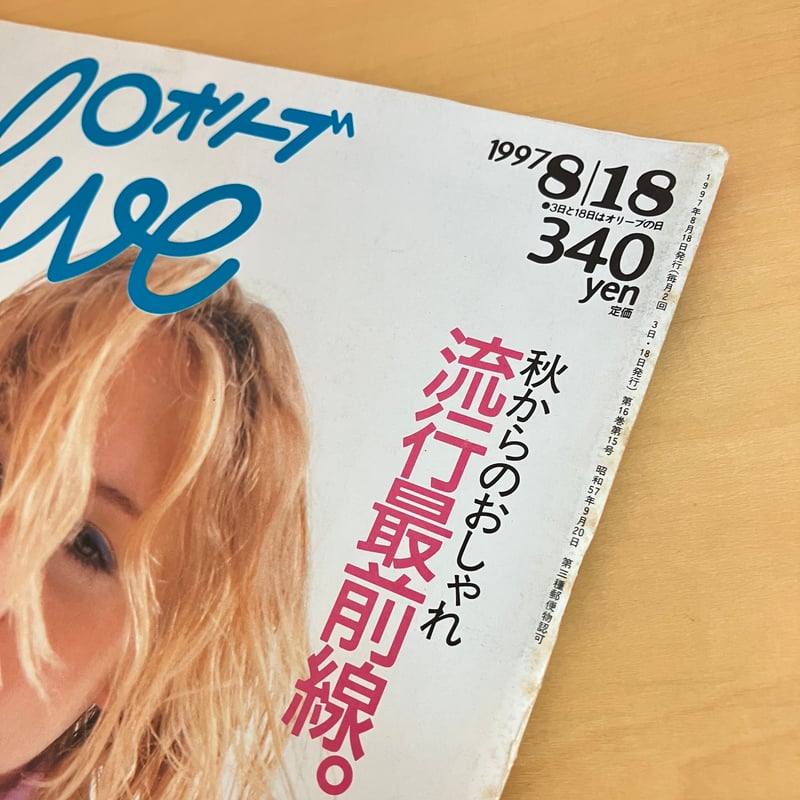 オリーブ
live
1997 8|18
•3日と18日はオリーブの日
340
yen
定価
秋からのおしゃれ
流行最前線。
1997年8月18日発行(毎月2回 3日・18日発行) 第16巻第15号 昭和57年9月20日 第三種郵便物認可